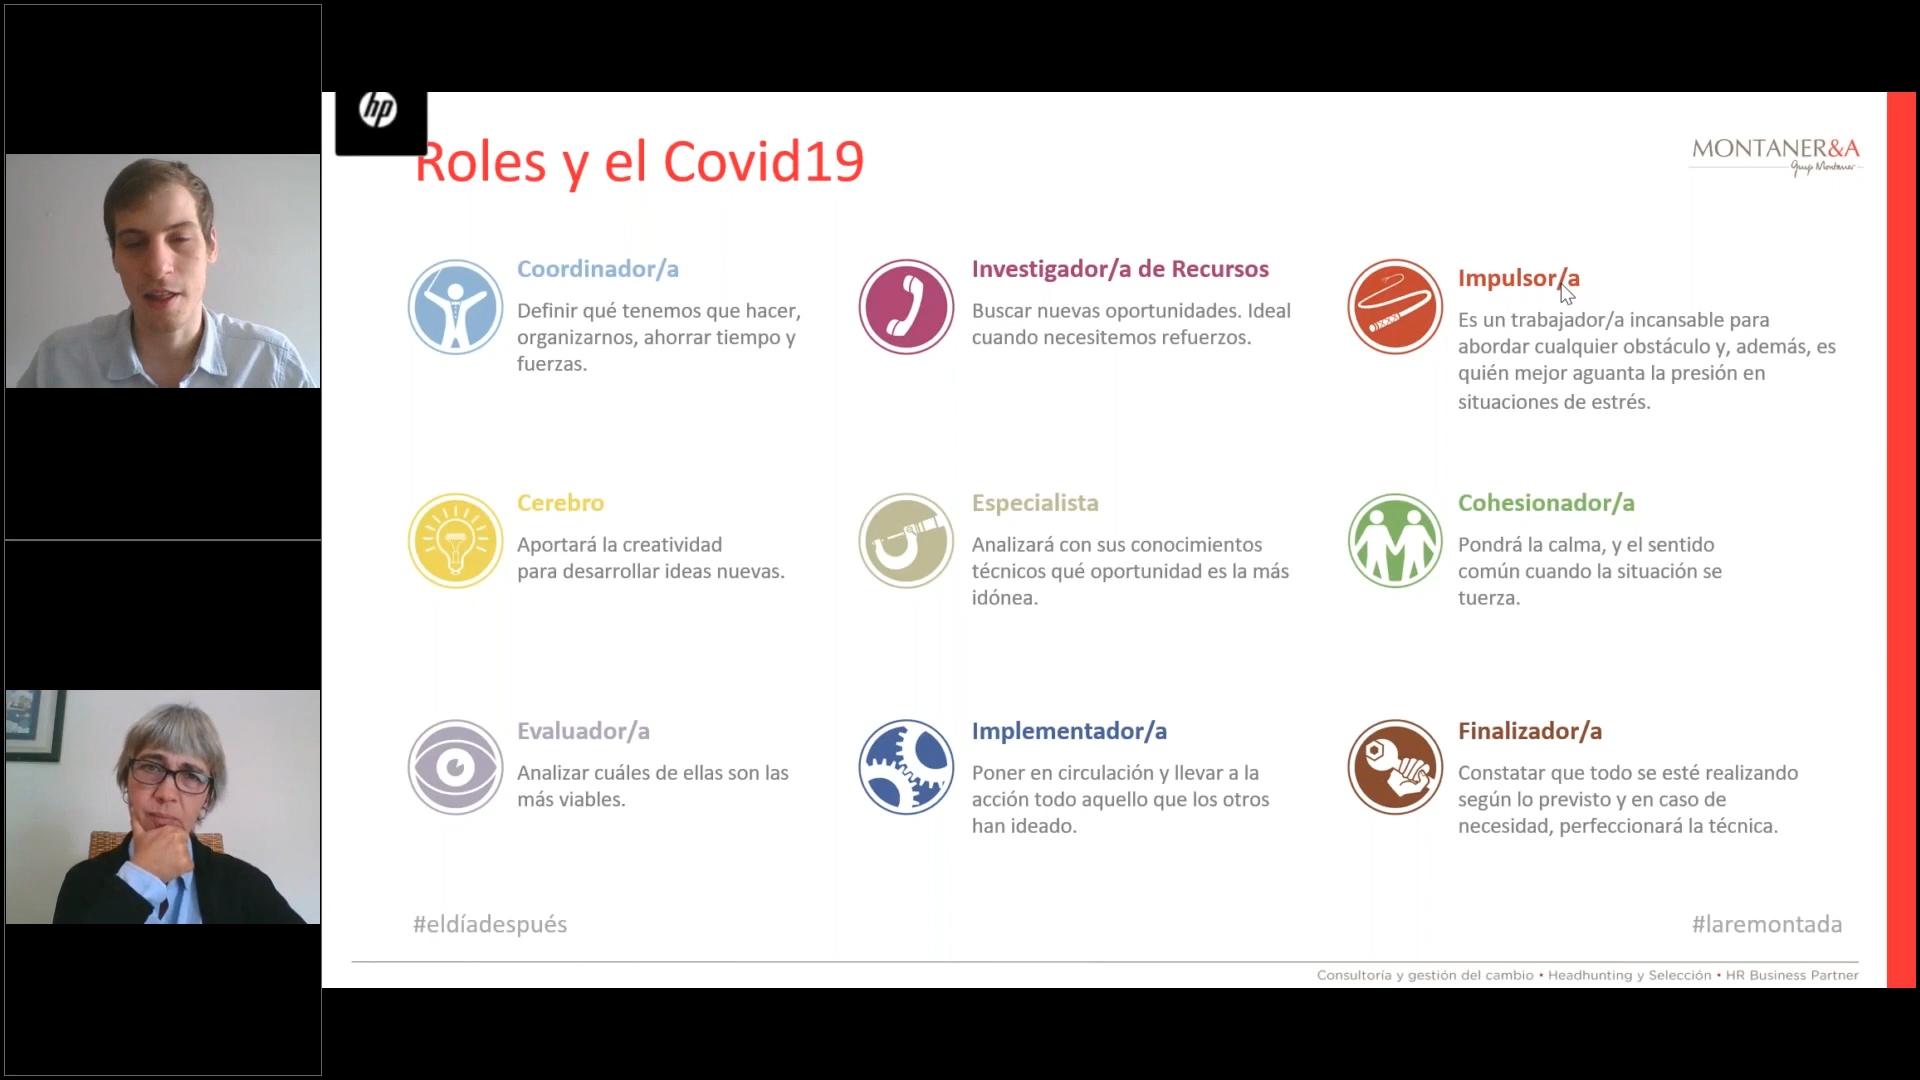 hp
Roles y el Covid19
MONTANER&A
Grup Montaner
Coordinador/a
Definir qué tenemos que hacer,
organizarnos, ahorrar tiempo y
fuerzas.
Investigador/a de Recursos
Buscar nuevas oportunidades. Ideal
cuando necesitemos refuerzos.
Impulsor/a
Es un trabajador/a incansable para
abordar cualquier obstáculo y, además, es
quién mejor aguanta la presión en
situaciones de estrés.
Cerebro
Aportará la creatividad
para desarrollar ideas nuevas.
Especialista
Analizará con sus conocimientos
técnicos qué oportunidad es la más
idónea.
Cohesionador/a
Pondrá la calma, y el sentido
común cuando la situación se
tuerza.
Evaluador/a
Analizar cuáles de ellas son las
más viables.
Implementador/a
Poner en circulación y llevar a la
acción todo aquello que los otros
han ideado.
Finalizador/a
Constatar que todo se esté realizando
según lo previsto y en caso de
necesidad, perfeccionará la técnica.
#eldíadespués
#laremontada
Consultoría y gestión del cambio • Headhunting y Selección • HR Business Partner